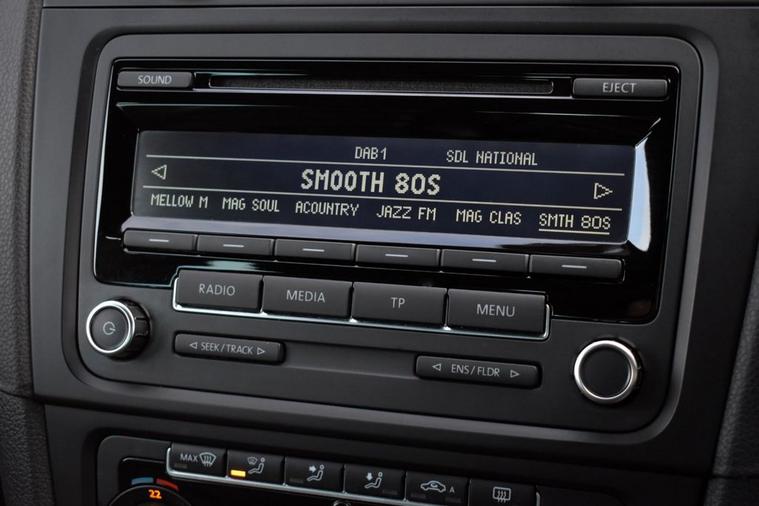 SOUND EJECT
DAB1 SDL NATIONAL
SMOOTH 80S
MELLOW M MAG SOUL ACOUNTRY JAZZ FM MAG CLAS SMTH 80S
RADIO MEDIA TP MENU
SEEK/TRACK ENS/FLDR
MAX A
22